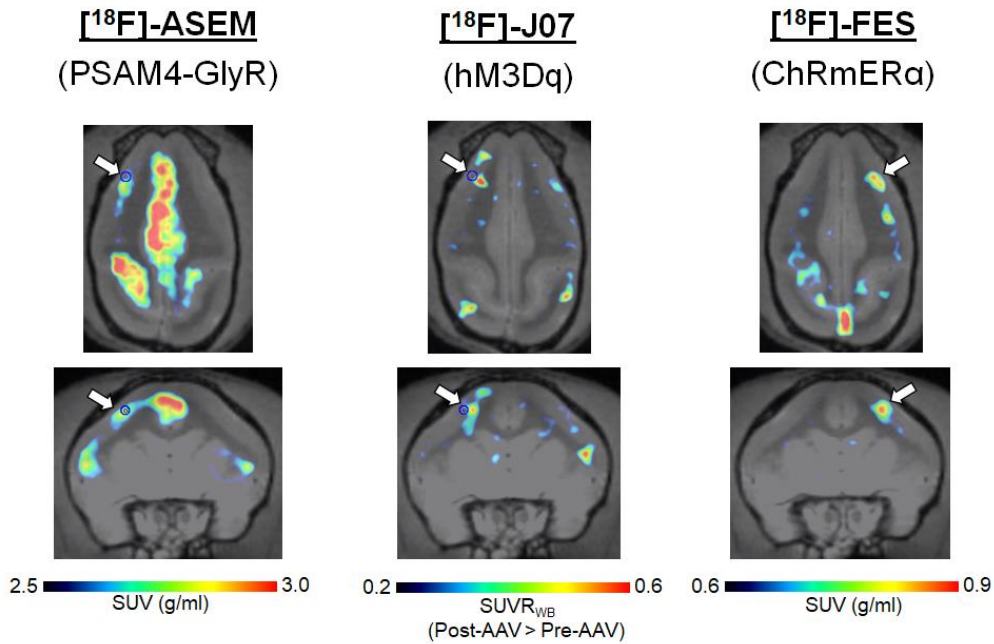 [¹⁸F]-ASEM
(PSAM4-GlyR)
[¹⁸F]-J07
(hM3Dq)
[¹⁸F]-FES
(ChRmERα)
2.5 3.0
SUV (g/ml)
0.2 0.6
SUVR_WB
(Post-AAV > Pre-AAV)
0.6 0.9
SUV (g/ml)